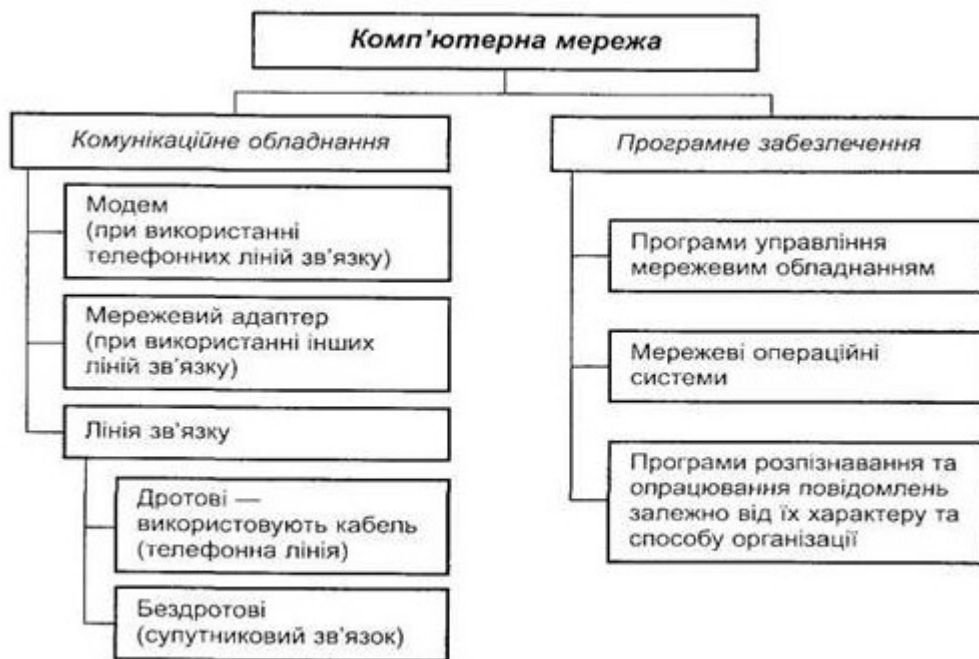 Комп'ютерна мережа
Комунікаційне обладнання
Модем
(при використанні
телефонних ліній зв'язку)
Мережевий адаптер
(при використанні інших
ліній зв'язку)
Лінія зв'язку
Дротові —
використовують кабель
(телефонна лінія)
Бездротові
(супутниковий зв'язок)
Програмне забезпечення
Програми управління
мережевим обладнанням
Мережеві операційні
системи
Програми розпізнавання та
опрацювання повідомлень
залежно від їх характеру та
способу організації